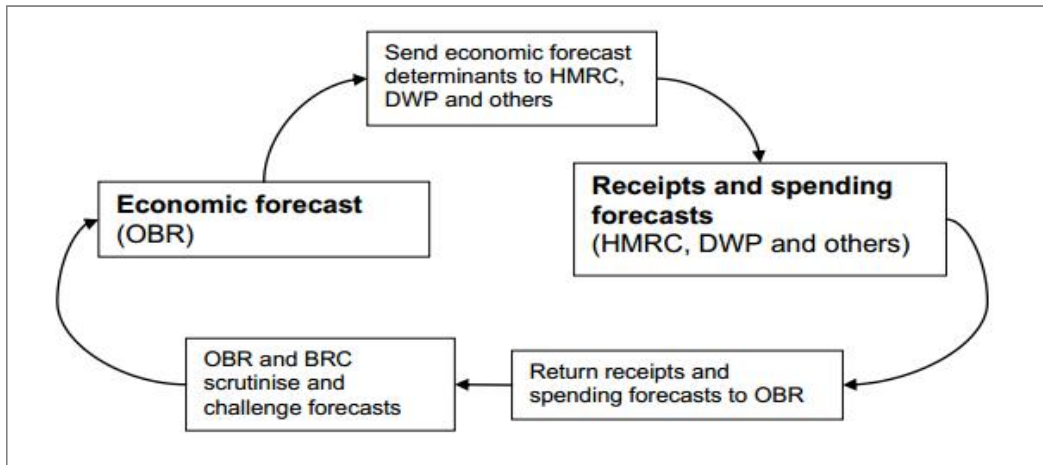 Send economic forecast
determinants to HMRC,
DWP and others
Economic forecast
(OBR)
Receipts and spending
forecasts
(HMRC, DWP and others)
OBR and BRC
scrutinise and
challenge forecasts
Return receipts and
spending forecasts to OBR